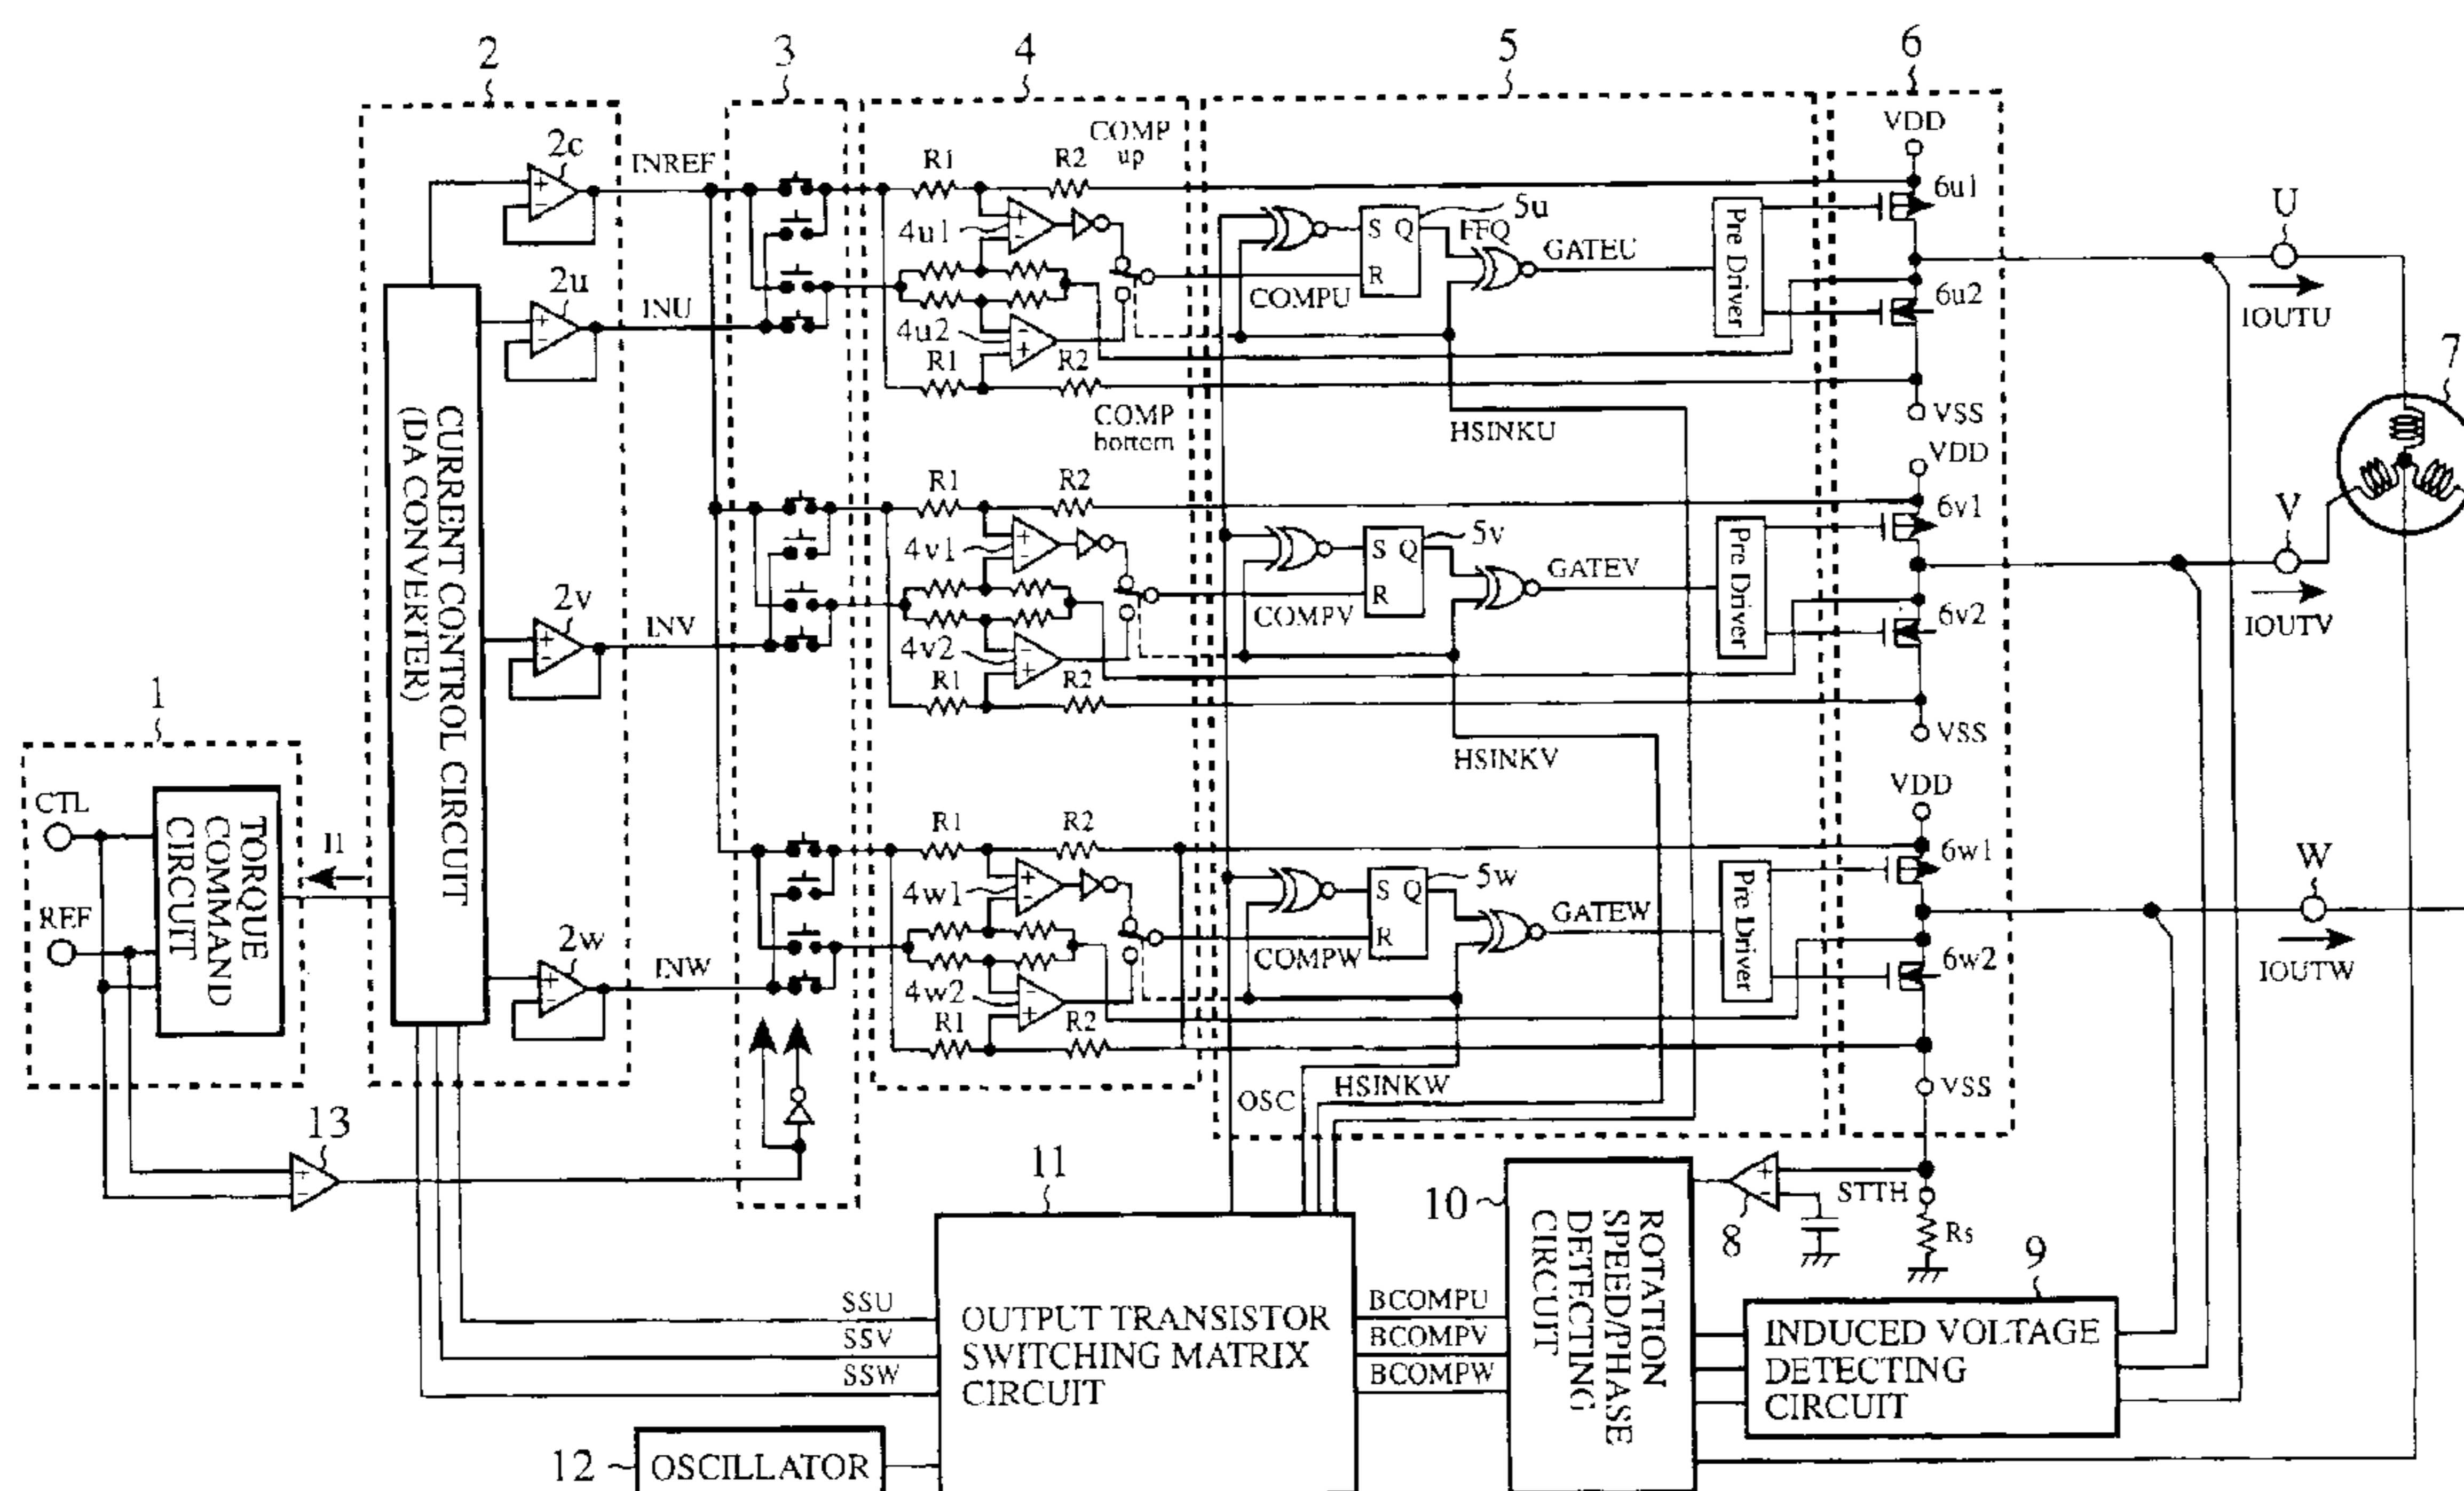 2
3
4
5
6
2c
INREF
R1
R2
COMP
up
VDD
6u1
U
4u1
S Q
R
5u
FFQ
GATEU
Pre Driver
2u
INU
COMPU
6u2
IOUTU
4u2
R1
R2
COMP
bottom
HSINKU
VSS
7
CURRENT CONTROL CIRCUIT
(DA CONVERTER)
R1
R2
VDD
6v1
V
4v1
S Q
R
5v
GATEV
Pre Driver
2v
INV
COMPV
6v2
IOUTV
4v2
R1
R2
HSINKV
VSS
1
CTL
REF
TORQUE
COMMAND
CIRCUIT
I1
R1
R2
VDD
6w1
W
4w1
S Q
R
5w
GATEW
Pre Driver
2w
INW
COMPW
6w2
IOUTW
4w2
R1
R2
OSC
HSINKW
VSS
13
11
10
ROTATION
SPEED/PHASE
DETECTING
CIRCUIT
8
STTH
Rs
9
SSU
SSV
SSW
OUTPUT TRANSISTOR
SWITCHING MATRIX
CIRCUIT
BCOMPU
BCOMPV
BCOMPW
INDUCED VOLTAGE
DETECTING
CIRCUIT
12
OSCILLATOR